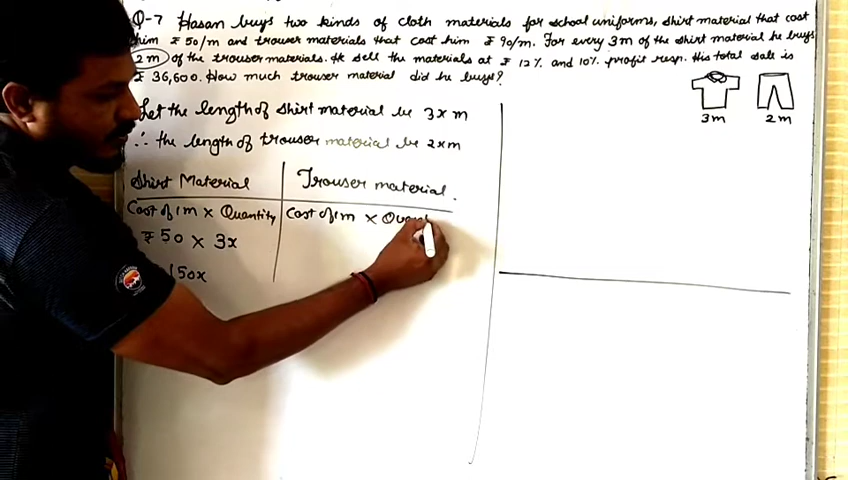 Q-7 Hasan buys two kinds of cloth materials for school uniforms, shirt material that cost
him ₹ 50/m and trouser materials that cost him ₹ 90/m. For every 3m of the shirt material he buys
2m of the trouser materials. He sell the materials at ₹ 12% and 10% profit resp. His total sale is
₹ 36,600. How much trouser material did he buys?
3m 2m
Let the length of shirt material be 3x m
∴ the length of trouser material be 2x m
Shirt Material Trouser material.
Cost of 1m × Quantity Cost of 1m × Quant
₹ 50 × 3x
150x